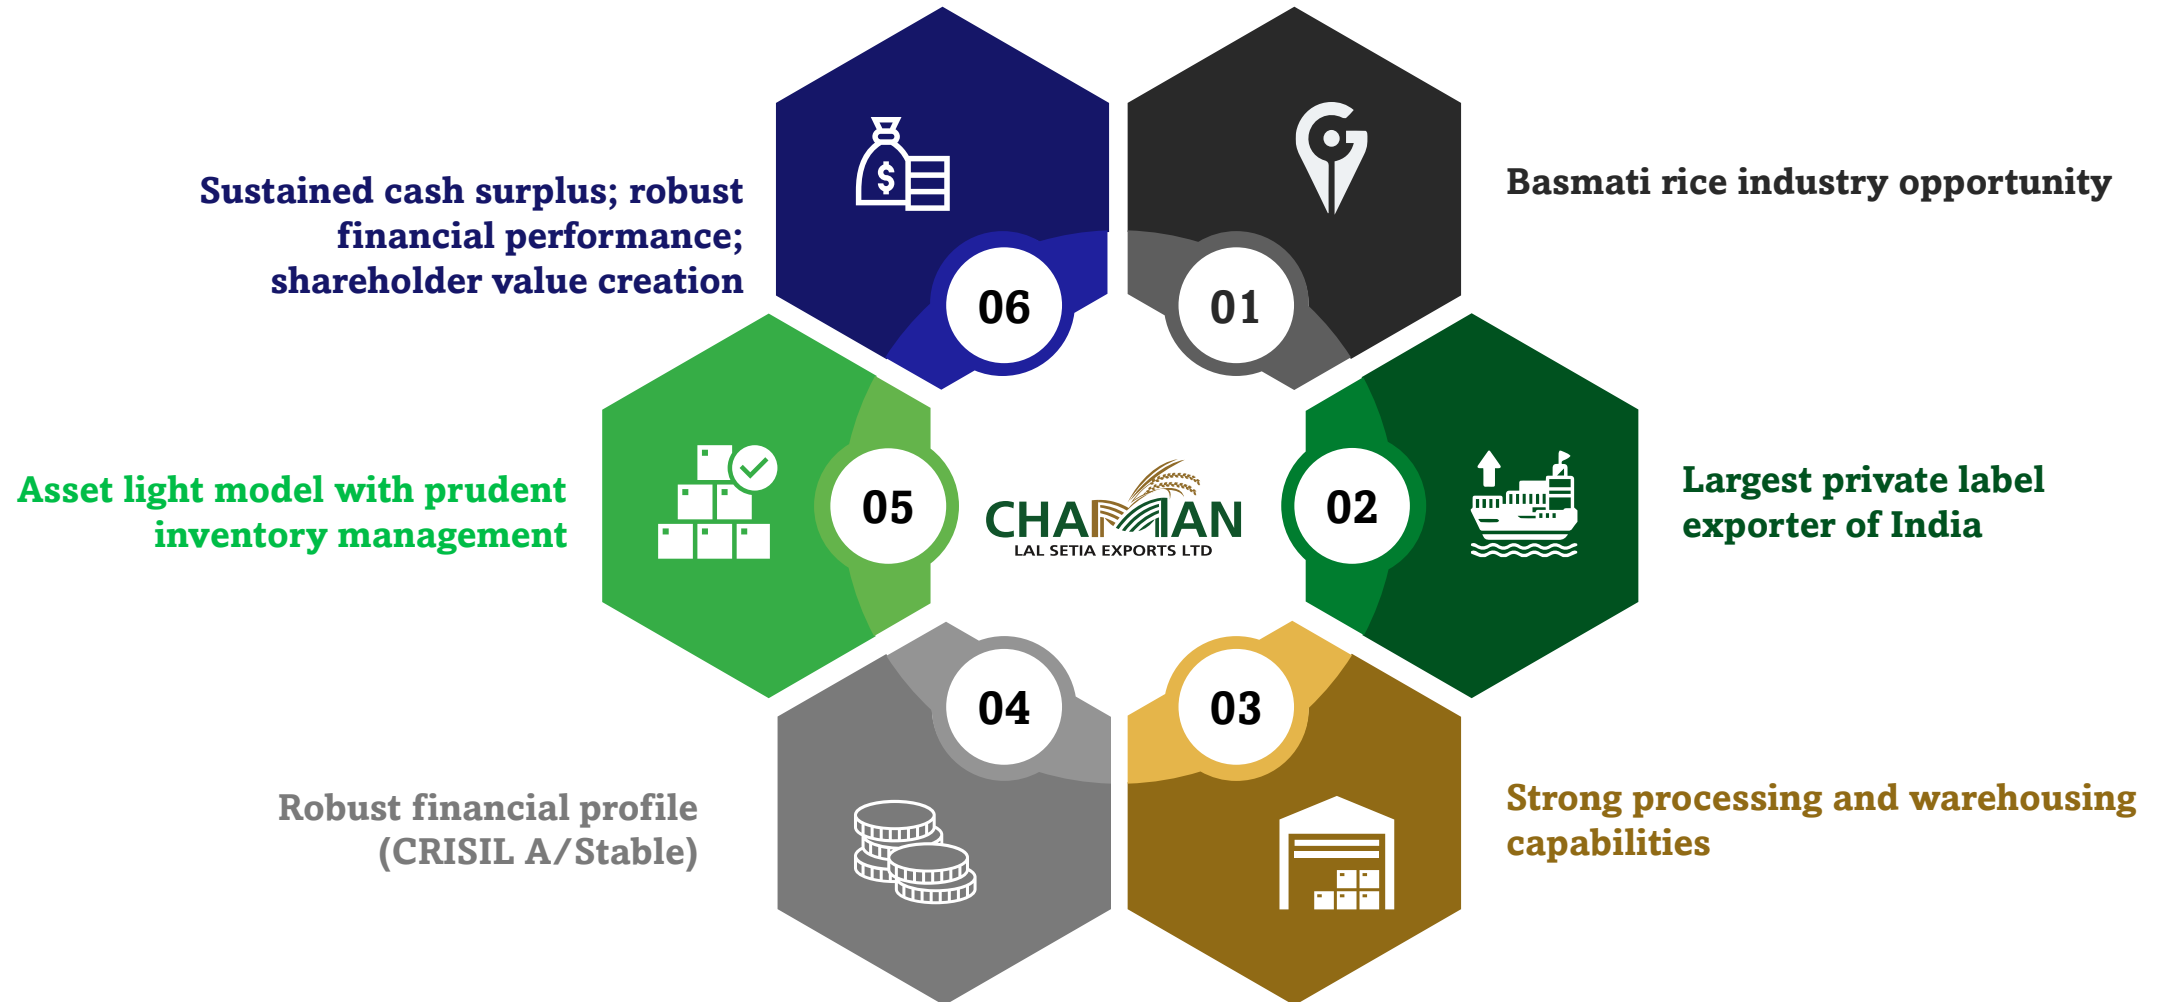 01
Basmati rice industry opportunity
02
Largest private label
exporter of India
03
Strong processing and warehousing
capabilities
04
Robust financial profile
(CRISIL A/Stable)
05
Asset light model with prudent
inventory management
06
Sustained cash surplus; robust
financial performance;
shareholder value creation
$
CHAMAN
LAL SETIA EXPORTS LTD